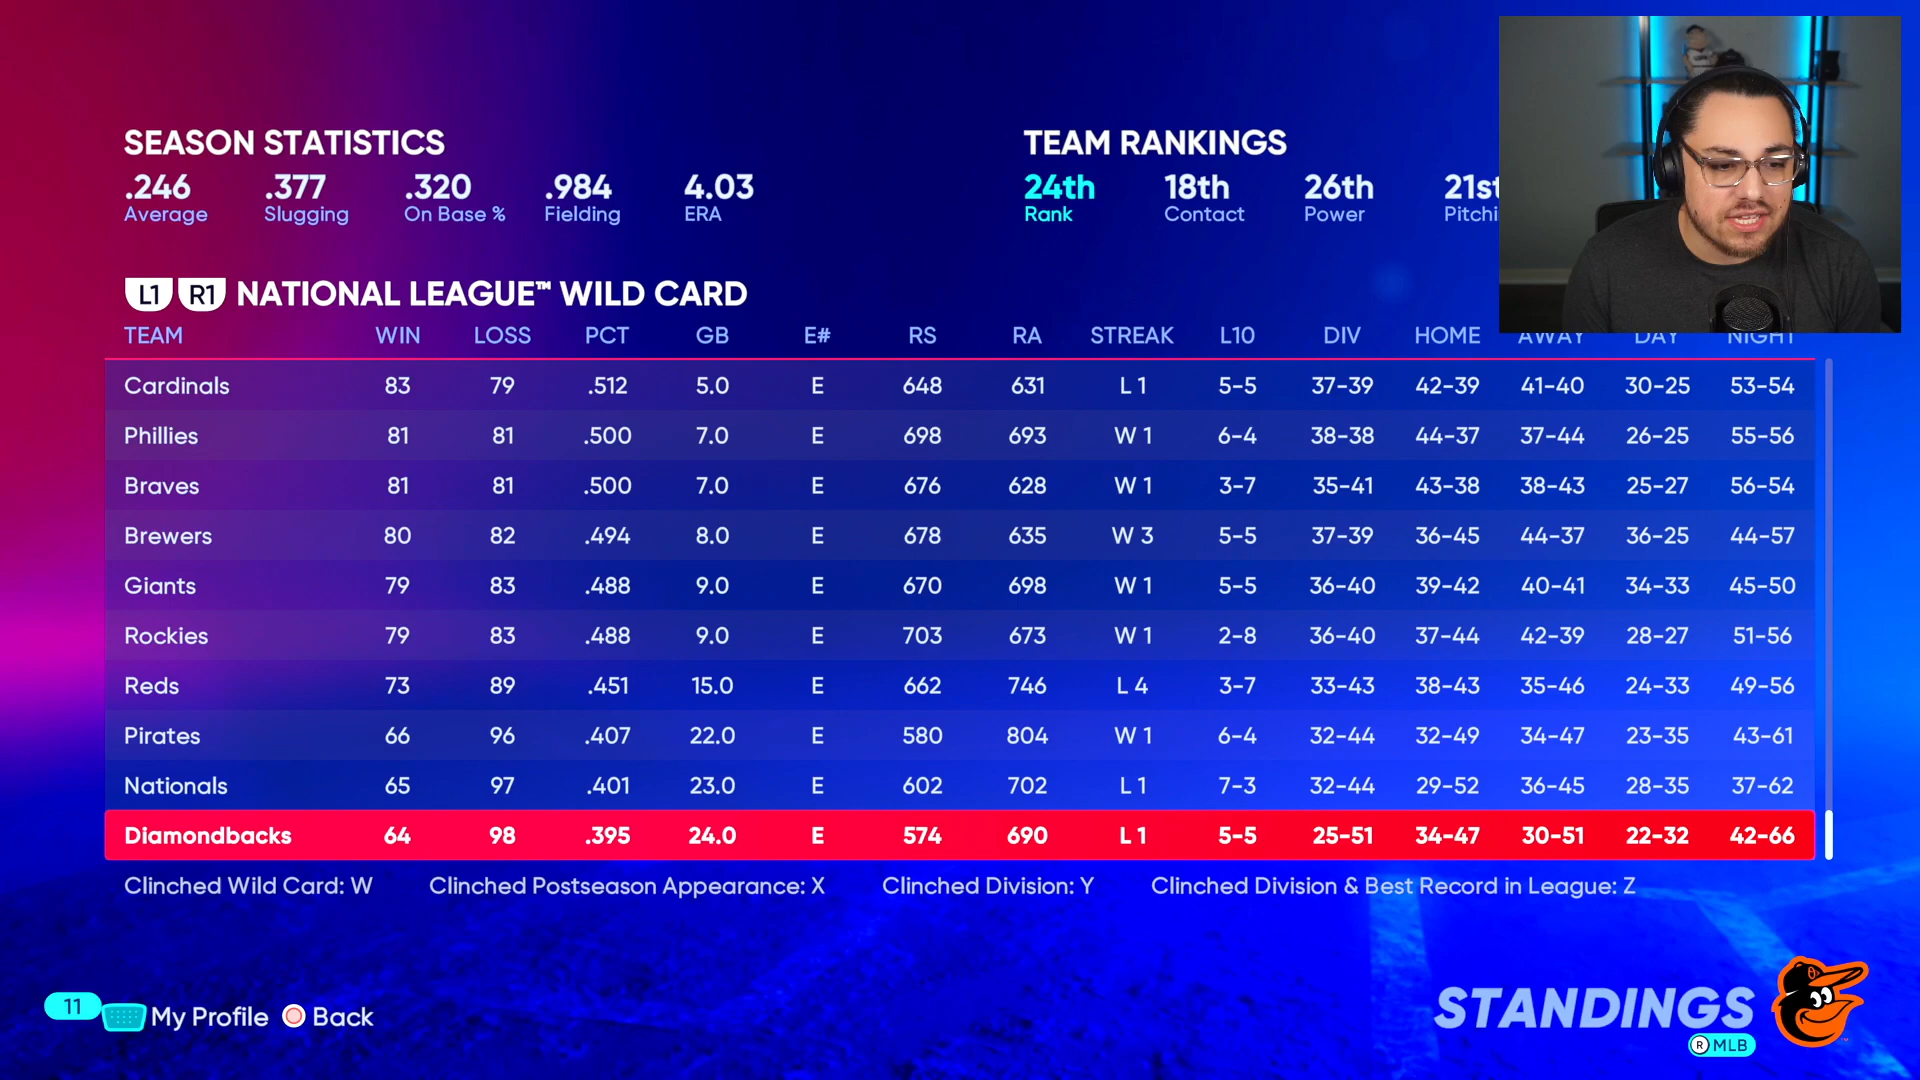 SEASON STATISTICS
.246 .377 .320 .984 4.03
Average Slugging On Base % Fielding ERA
TEAM RANKINGS
24th 18th 26th 21st
Rank Contact Power Pitchi
L1 R1 NATIONAL LEAGUE™ WILD CARD
TEAM WIN LOSS PCT GB E# RS RA STREAK L10 DIV HOME AWAY DAY NIGHT
Cardinals 83 79 .512 5.0 E 648 631 L 1 5-5 37-39 42-39 41-40 30-25 53-54
Phillies 81 81 .500 7.0 E 698 693 W 1 6-4 38-38 44-37 37-44 26-25 55-56
Braves 81 81 .500 7.0 E 676 628 W 1 3-7 35-41 43-38 38-43 25-27 56-54
Brewers 80 82 .494 8.0 E 678 635 W 3 5-5 37-39 36-45 44-37 36-25 44-57
Giants 79 83 .488 9.0 E 670 698 W 1 5-5 36-40 39-42 40-41 34-33 45-50
Rockies 79 83 .488 9.0 E 703 673 W 1 2-8 36-40 37-44 42-39 28-27 51-56
Reds 73 89 .451 15.0 E 662 746 L 4 3-7 33-43 38-43 35-46 24-33 49-56
Pirates 66 96 .407 22.0 E 580 804 W 1 6-4 32-44 32-49 34-47 23-35 43-61
Nationals 65 97 .401 23.0 E 602 702 L 1 7-3 32-44 29-52 36-45 28-35 37-62
Diamondbacks 64 98 .395 24.0 E 574 690 L 1 5-5 25-51 34-47 30-51 22-32 42-66
Clinched Wild Card: W Clinched Postseason Appearance: X Clinched Division: Y Clinched Division & Best Record in League: Z
11 My Profile Back
STANDINGS
R MLB